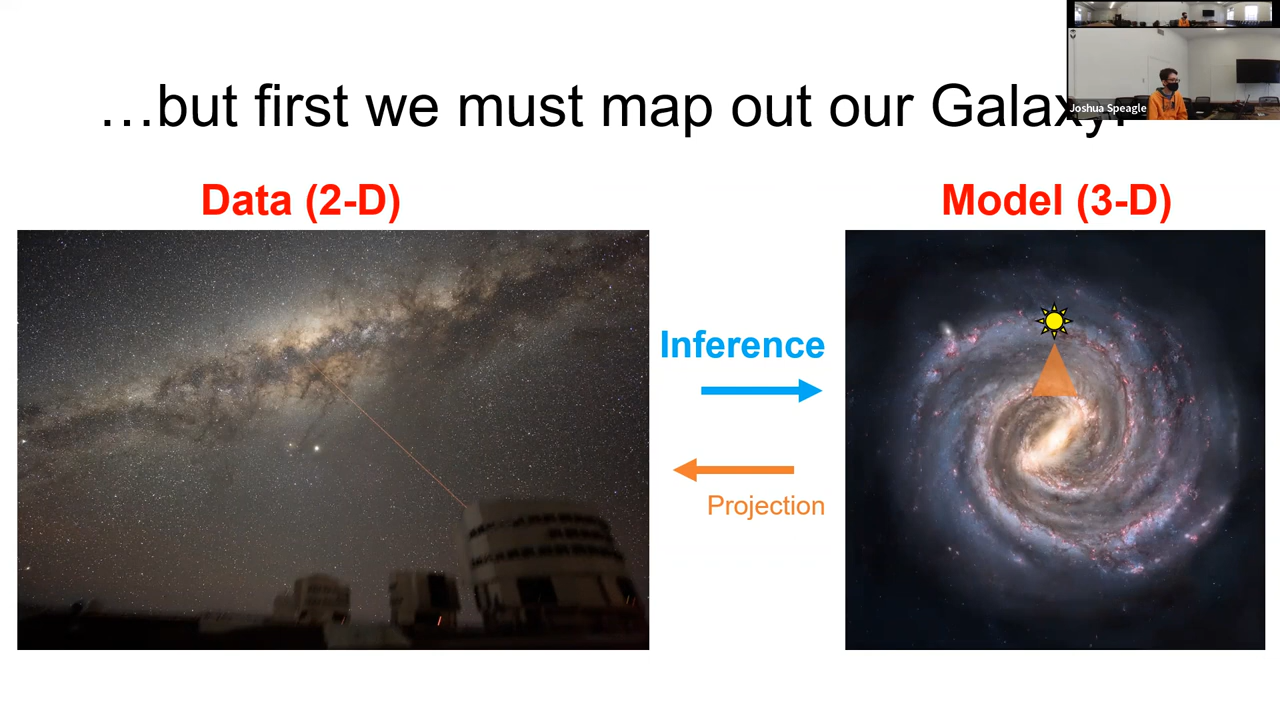 …but first we must map out our Galaxy.
Joshua Speagle
Data (2-D)
Model (3-D)
Inference
Projection